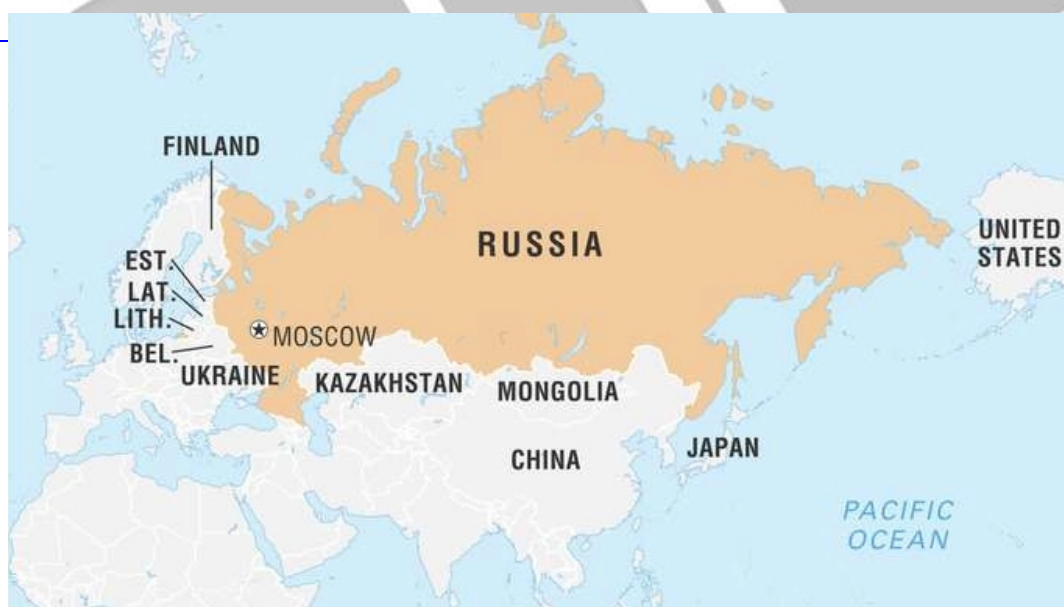 FINLAND
RUSSIA
UNITED
STATES
EST.
LAT.
LITH.
MOSCOW
BEL.
UKRAINE
KAZAKHSTAN
MONGOLIA
CHINA
JAPAN
PACIFIC
OCEAN